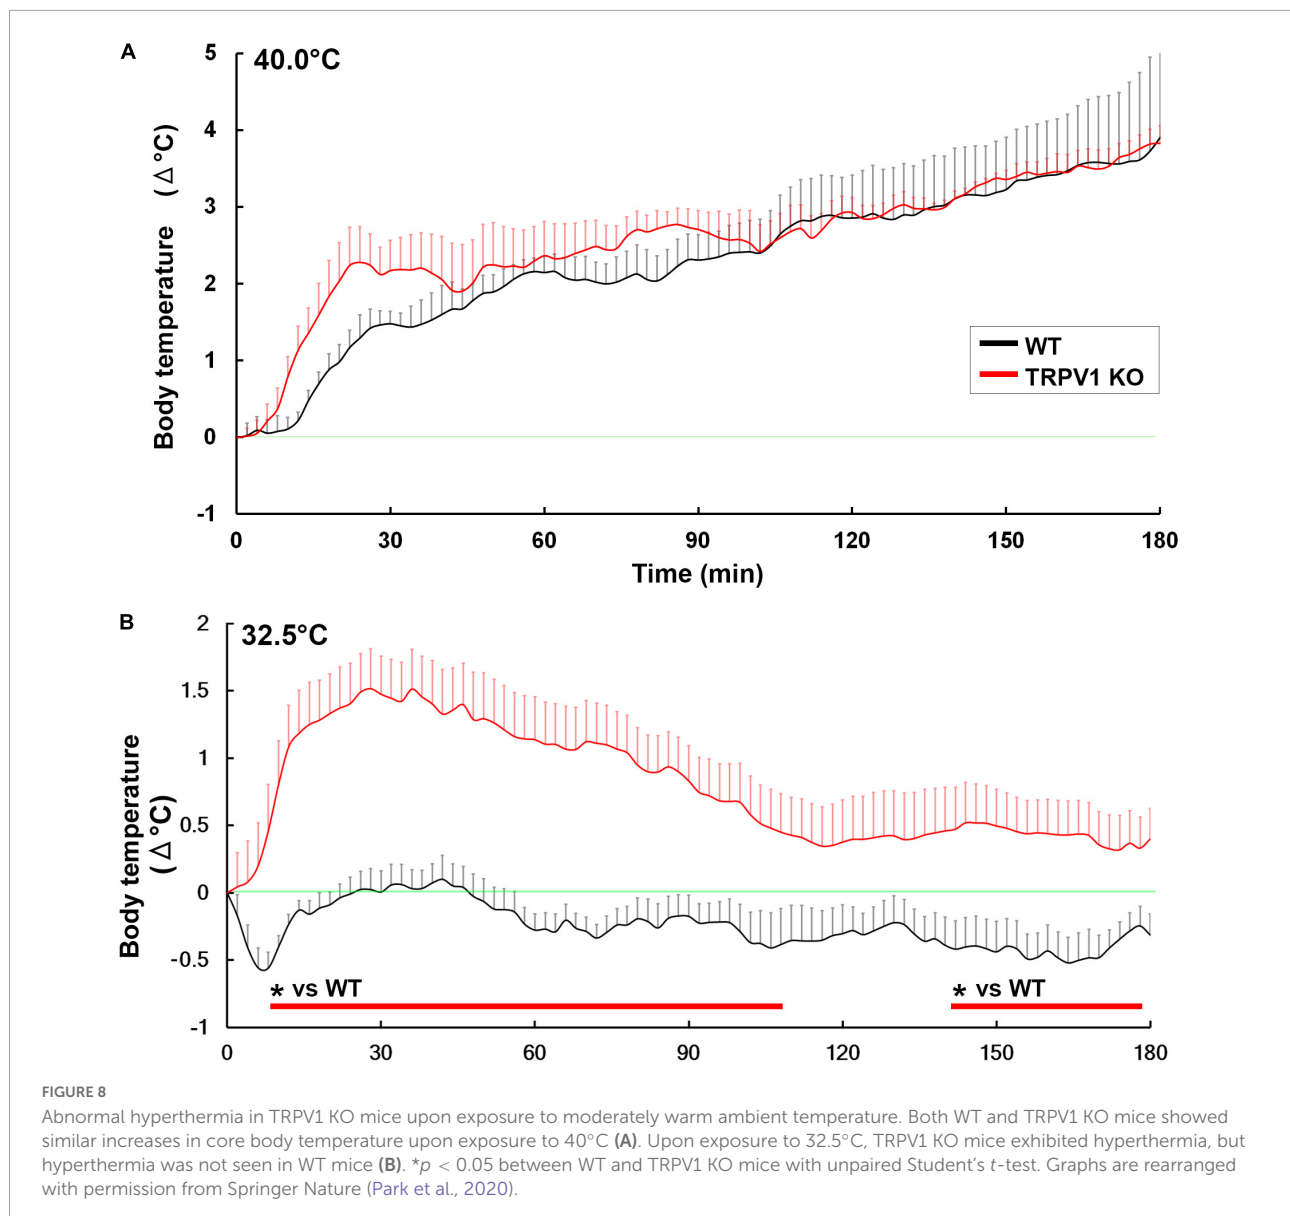 A
40.0°C
5
4
3
2
1
0
-1
Body temperature (Δ°C)
WT
TRPV1 KO
0 30 60 90 120 150 180
Time (min)
B
32.5°C
2
1.5
1
0.5
0
-0.5
-1
Body temperature
(Δ°C)
* vs WT
* vs WT
0 30 60 90 120 150 180
FIGURE 8
Abnormal hyperthermia in TRPV1 KO mice upon exposure to moderately warm ambient temperature. Both WT and TRPV1 KO mice showed
similar increases in core body temperature upon exposure to 40°C (A). Upon exposure to 32.5°C, TRPV1 KO mice exhibited hyperthermia, but
hyperthermia was not seen in WT mice (B). *p < 0.05 between WT and TRPV1 KO mice with unpaired Student's t-test. Graphs are rearranged
with permission from Springer Nature (Park et al., 2020).